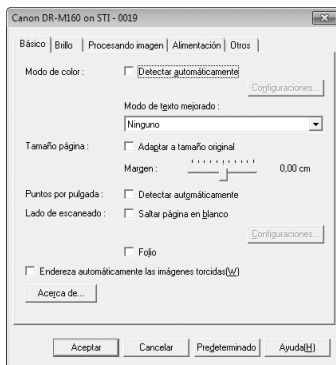 Canon DR-M160 on STI - 0019
Básico Brillo Procesando imagen Alimentación Otros
Modo de color : Detectar automáticamente
Configuraciones...
Modo de texto mejorado :
Ninguno
Tamaño página : Adaptar a tamaño original
Margen : 0,00 cm
Puntos por pulgada : Detectar automáticamente
Lado de escaneado : Saltar página en blanco
Configuraciones...
Folio
Endereza automáticamente las imágenes torcidas(W)
Acerca de...
Aceptar Cancelar Predeterminado Ayuda(H)